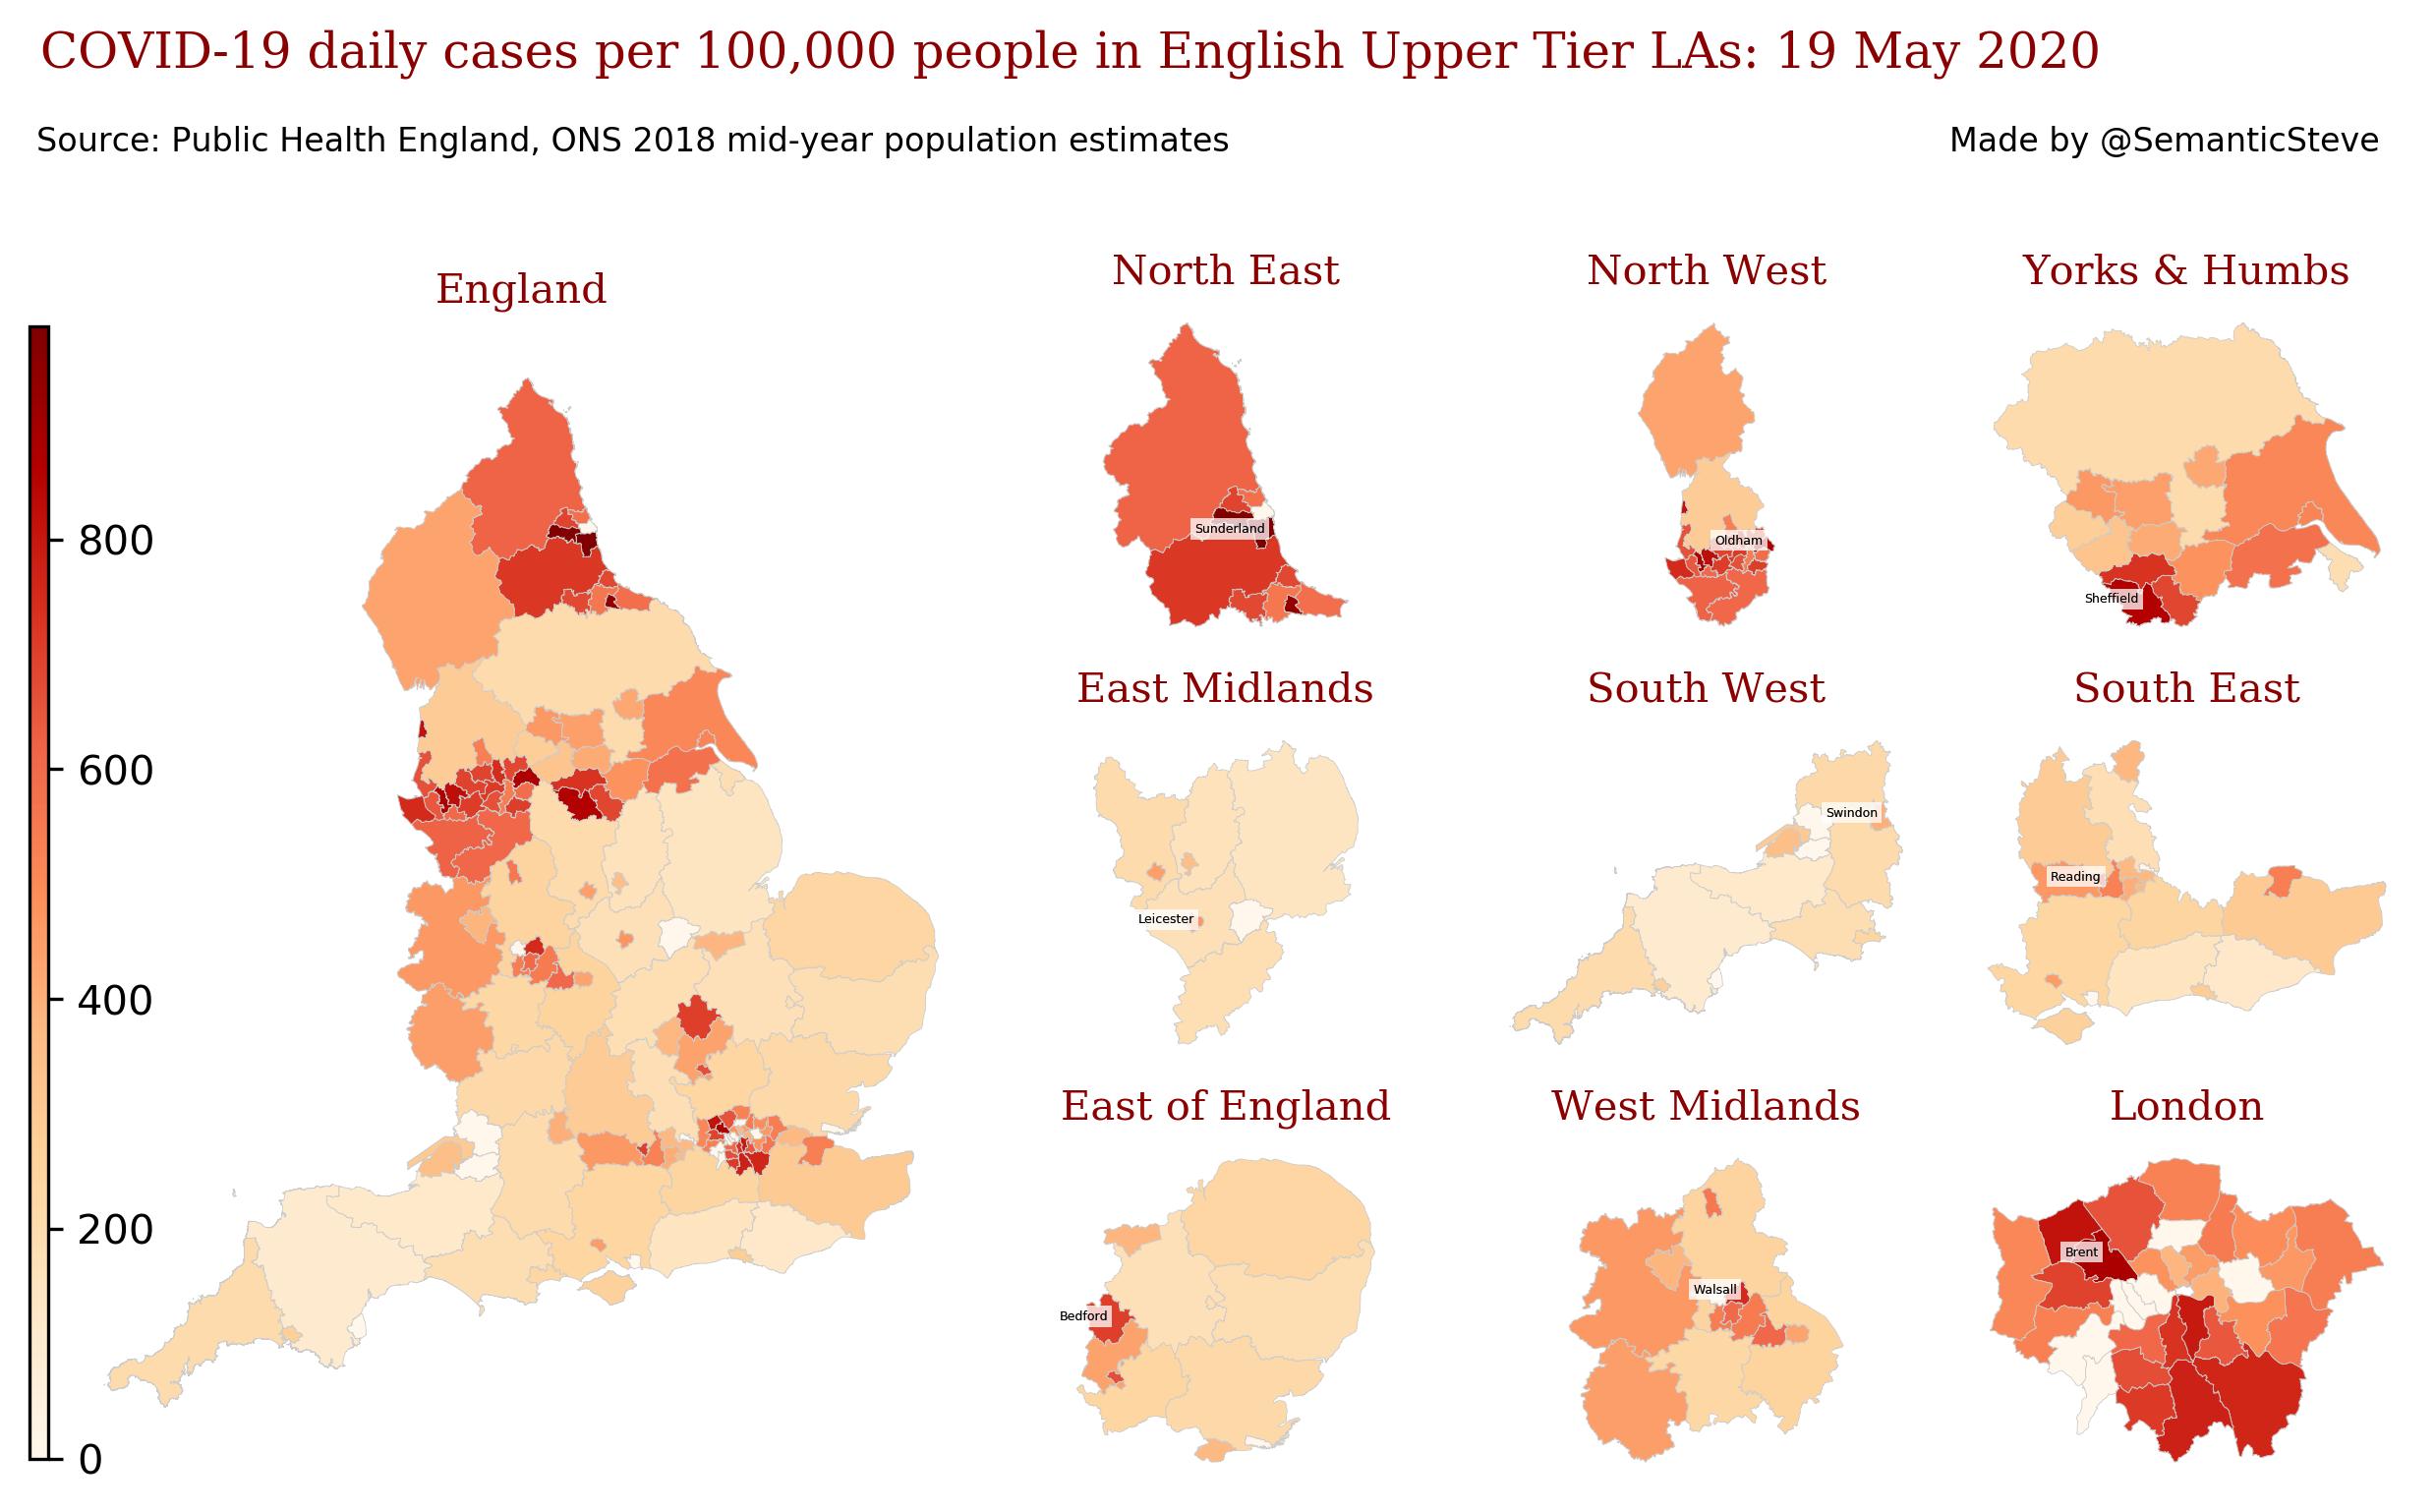 COVID-19 daily cases per 100,000 people in English Upper Tier LAs: 19 May 2020
Source: Public Health England, ONS 2018 mid-year population estimates
Made by @SemanticSteve
England
800
600
400
200
0
North East
Sunderland
North West
Oldham
Yorks & Humbs
Sheffield
East Midlands
Leicester
South West
Swindon
South East
Reading
East of England
Bedford
West Midlands
Walsall
London
Brent